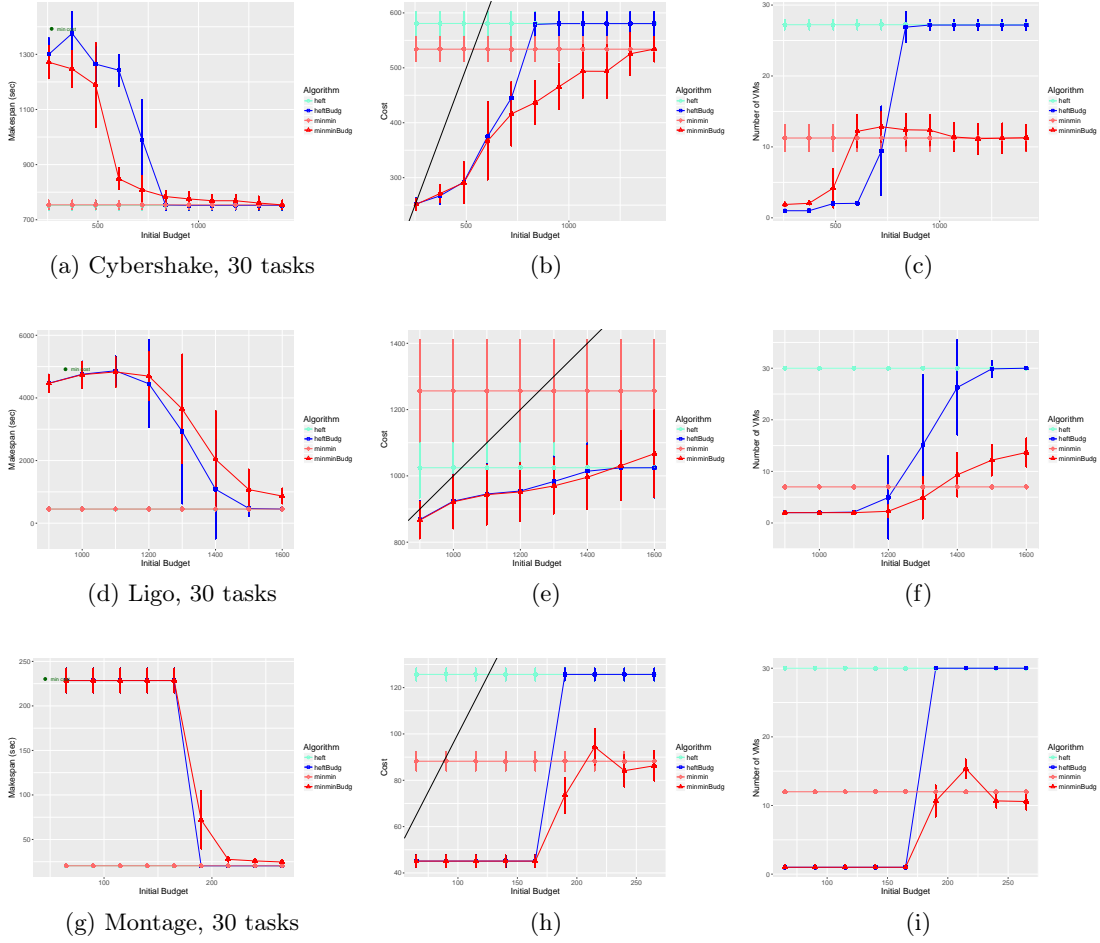 1300
1100
900
700
500
1000
Initial Budget
Makespan (sec)
min cost
Algorithm
heft
heftBudg
minmin
minminBudg
(a) Cybershake, 30 tasks
600
500
400
300
500
1000
Initial Budget
Cost
Algorithm
heft
heftBudg
minmin
minminBudg
(b)
30
20
10
0
500
1000
Initial Budget
Number of VMs
Algorithm
heft
heftBudg
minmin
minminBudg
(c)
6000
4000
2000
0
1000
1200
1400
1600
Initial Budget
Makespan (sec)
min cost
Algorithm
heft
heftBudg
minmin
minminBudg
(d) Ligo, 30 tasks
1400
1200
1000
800
1000
1200
1400
1600
Initial Budget
Cost
Algorithm
heft
heftBudg
minmin
minminBudg
(e)
30
20
10
0
1000
1200
1400
1600
Initial Budget
Number of VMs
Algorithm
heft
heftBudg
minmin
minminBudg
(f)
250
200
150
100
50
100
200
Initial Budget
Makespan (sec)
min cost
Algorithm
heft
heftBudg
minmin
minminBudg
(g) Montage, 30 tasks
120
100
80
60
40
100
150
200
250
Initial Budget
Cost
Algorithm
heft
heftBudg
minmin
minminBudg
(h)
30
20
10
0
100
150
200
250
Initial Budget
Number of VMs
Algorithm
heft
heftBudg
minmin
minminBudg
(i)